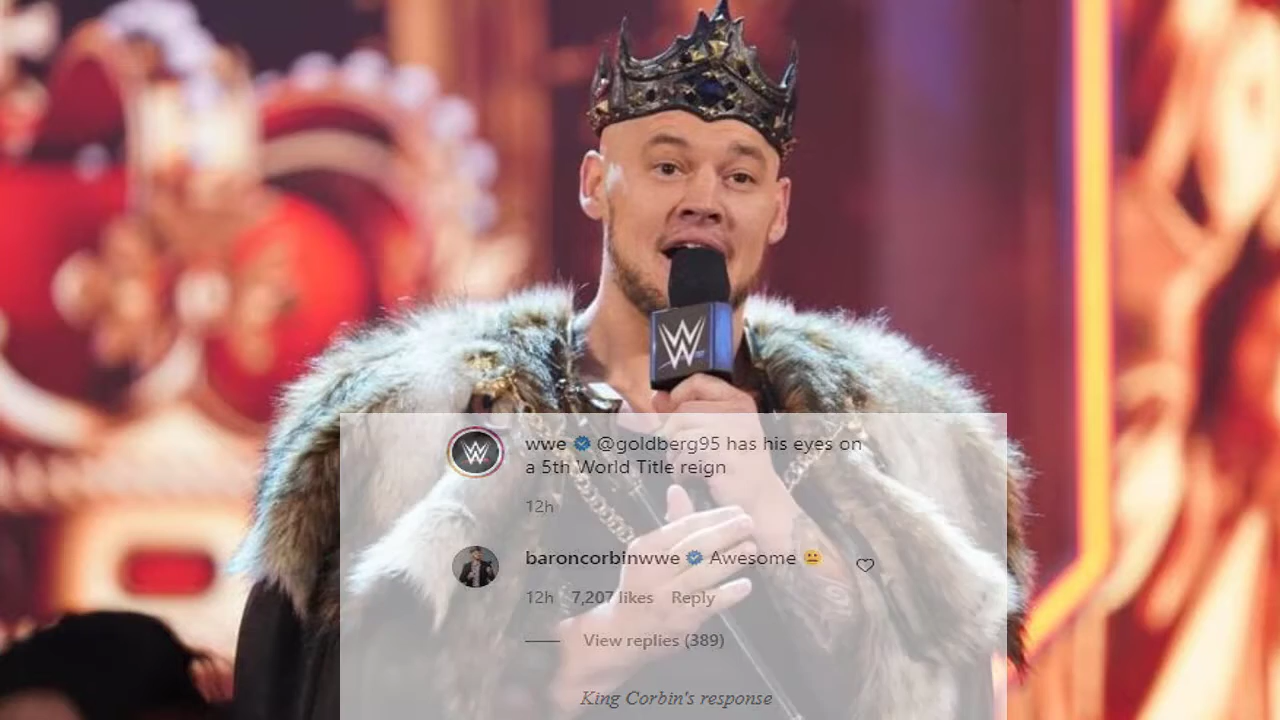 W
W
wwe @goldberg95 has his eyes on
a 5th World Title reign
12h
baroncorbinwwe Awesome 😐
12h 7,207 likes Reply
View replies (389)
King Corbin's response